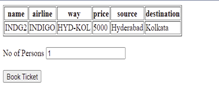 name airline way price source destination
INDG2 INDIGO HYD-KOL 5000 Hyderabad Kolkata
No of Persons 1
Book Ticket